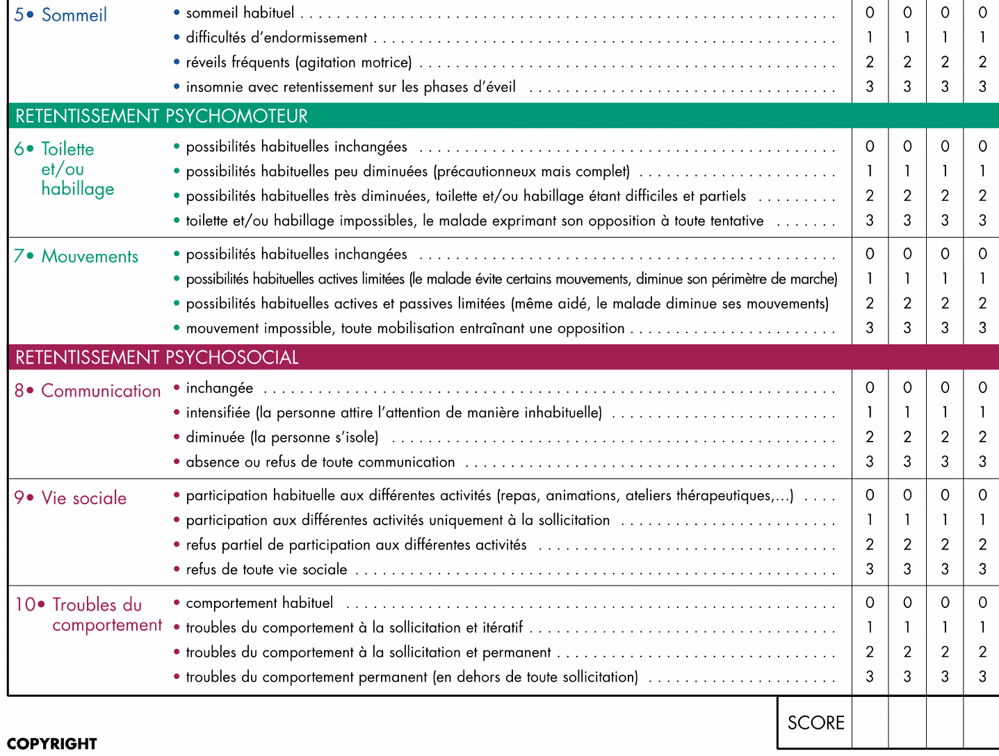 5• Sommeil • sommeil habituel . . . . . . . . . . . . . . . . . . . . 0 0 0 0
• difficultés d’endormissement . . . . . . . . . . . . . . . . . . . . 1 1 1 1
• réveils fréquents (agitation motrice) . . . . . . . . . . . . . . . . . . . . 2 2 2 2
• insomnie avec retentissement sur les phases d’éveil . . . . . . . . . . . . . . . . . . . . 3 3 3 3
RETENTISSEMENT PSYCHOMOTEUR
6• Toilette • possibilités habituelles inchangées . . . . . . . . . . . . . . . . . . . . 0 0 0 0
et/ou • possibilités habituelles peu diminuées (précautionneux mais complet) . . . . . . . . . . . . . . . . . . . . 1 1 1 1
habillage • possibilités habituelles très diminuées, toilette et/ou habillage étant difficiles et partiels . . . . . . . . . 2 2 2 2
• toilette et/ou habillage impossibles, le malade exprimant son opposition à toute tentative . . . . . . . 3 3 3 3
7• Mouvements • possibilités habituelles inchangées . . . . . . . . . . . . . . . . . . . . 0 0 0 0
• possibilités habituelles actives limitées (le malade évite certains mouvements, diminue son périmètre de marche) 1 1 1 1
• possibilités habituelles actives et passives limitées (même aidé, le malade diminue ses mouvements) 2 2 2 2
• mouvement impossible, toute mobilisation entraînant une opposition . . . . . . . . . . . . . . . . . . . . 3 3 3 3
RETENTISSEMENT PSYCHOSOCIAL
8• Communication • inchangée . . . . . . . . . . . . . . . . . . . . 0 0 0 0
• intensifiée (la personne attire l’attention de manière inhabituelle) . . . . . . . . . . . . . . . . . . . . 1 1 1 1
• diminuée (la personne s’isole) . . . . . . . . . . . . . . . . . . . . 2 2 2 2
• absence ou refus de toute communication . . . . . . . . . . . . . . . . . . . . 3 3 3 3
9• Vie sociale • participation habituelle aux différentes activités (repas, animations, ateliers thérapeutiques,...) . . . . 0 0 0 0
• participation aux différentes activités uniquement à la sollicitation . . . . . . . . . . . . . . . . . . . . 1 1 1 1
• refus partiel de participation aux différentes activités . . . . . . . . . . . . . . . . . . . . 2 2 2 2
• refus de toute vie sociale . . . . . . . . . . . . . . . . . . . . 3 3 3 3
10• Troubles du • comportement habituel . . . . . . . . . . . . . . . . . . . . 0 0 0 0
comportement • troubles du comportement à la sollicitation et itératif . . . . . . . . . . . . . . . . . . . . 1 1 1 1
• troubles du comportement à la sollicitation et permanent . . . . . . . . . . . . . . . . . . . . 2 2 2 2
• troubles du comportement permanent (en dehors de toute sollicitation) . . . . . . . . . . . . . . . . . . . . 3 3 3 3
SCORE
COPYRIGHT